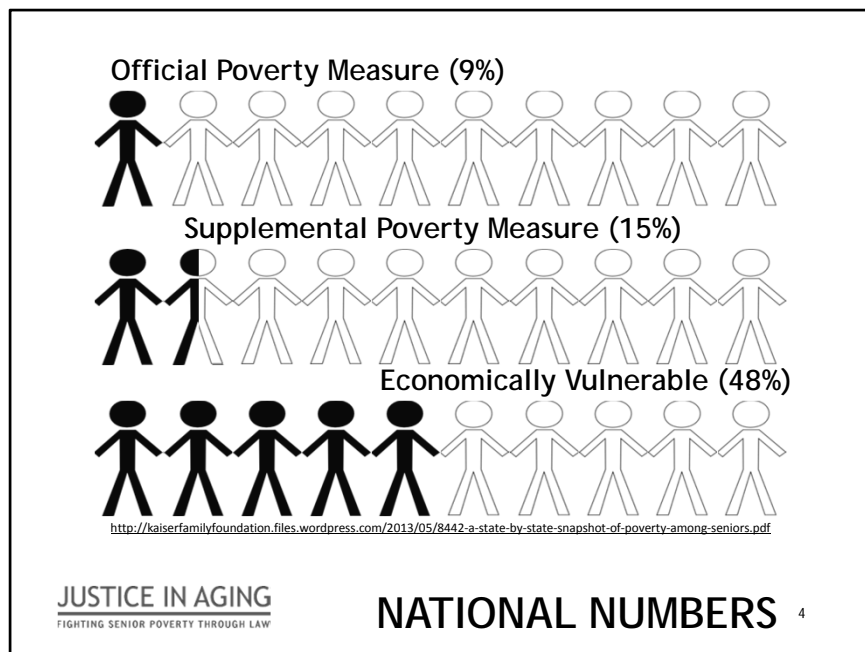 Official Poverty Measure (9%)
Supplemental Poverty Measure (15%)
Economically Vulnerable (48%)
http://kaiserfamilyfoundation.files.wordpress.com/2013/05/8442-a-state-by-state-snapshot-of-poverty-among-seniors.pdf
JUSTICE IN AGING
FIGHTING SENIOR POVERTY THROUGH LAW
NATIONAL NUMBERS 4